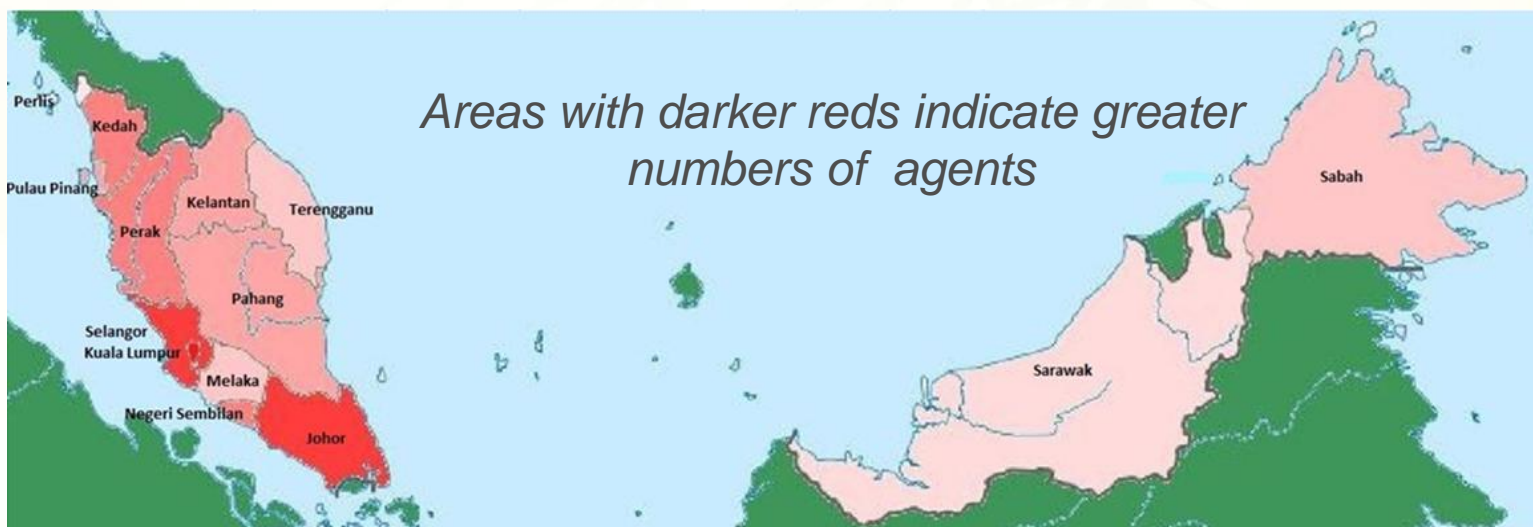 Areas with darker reds indicate greater
numbers of agents
Perlis
Kedah
Pulau Pinang
Kelantan
Terengganu
Perak
Pahang
Selangor
Kuala Lumpur
Melaka
Negeri Sembilan
Johor
Sabah
Sarawak